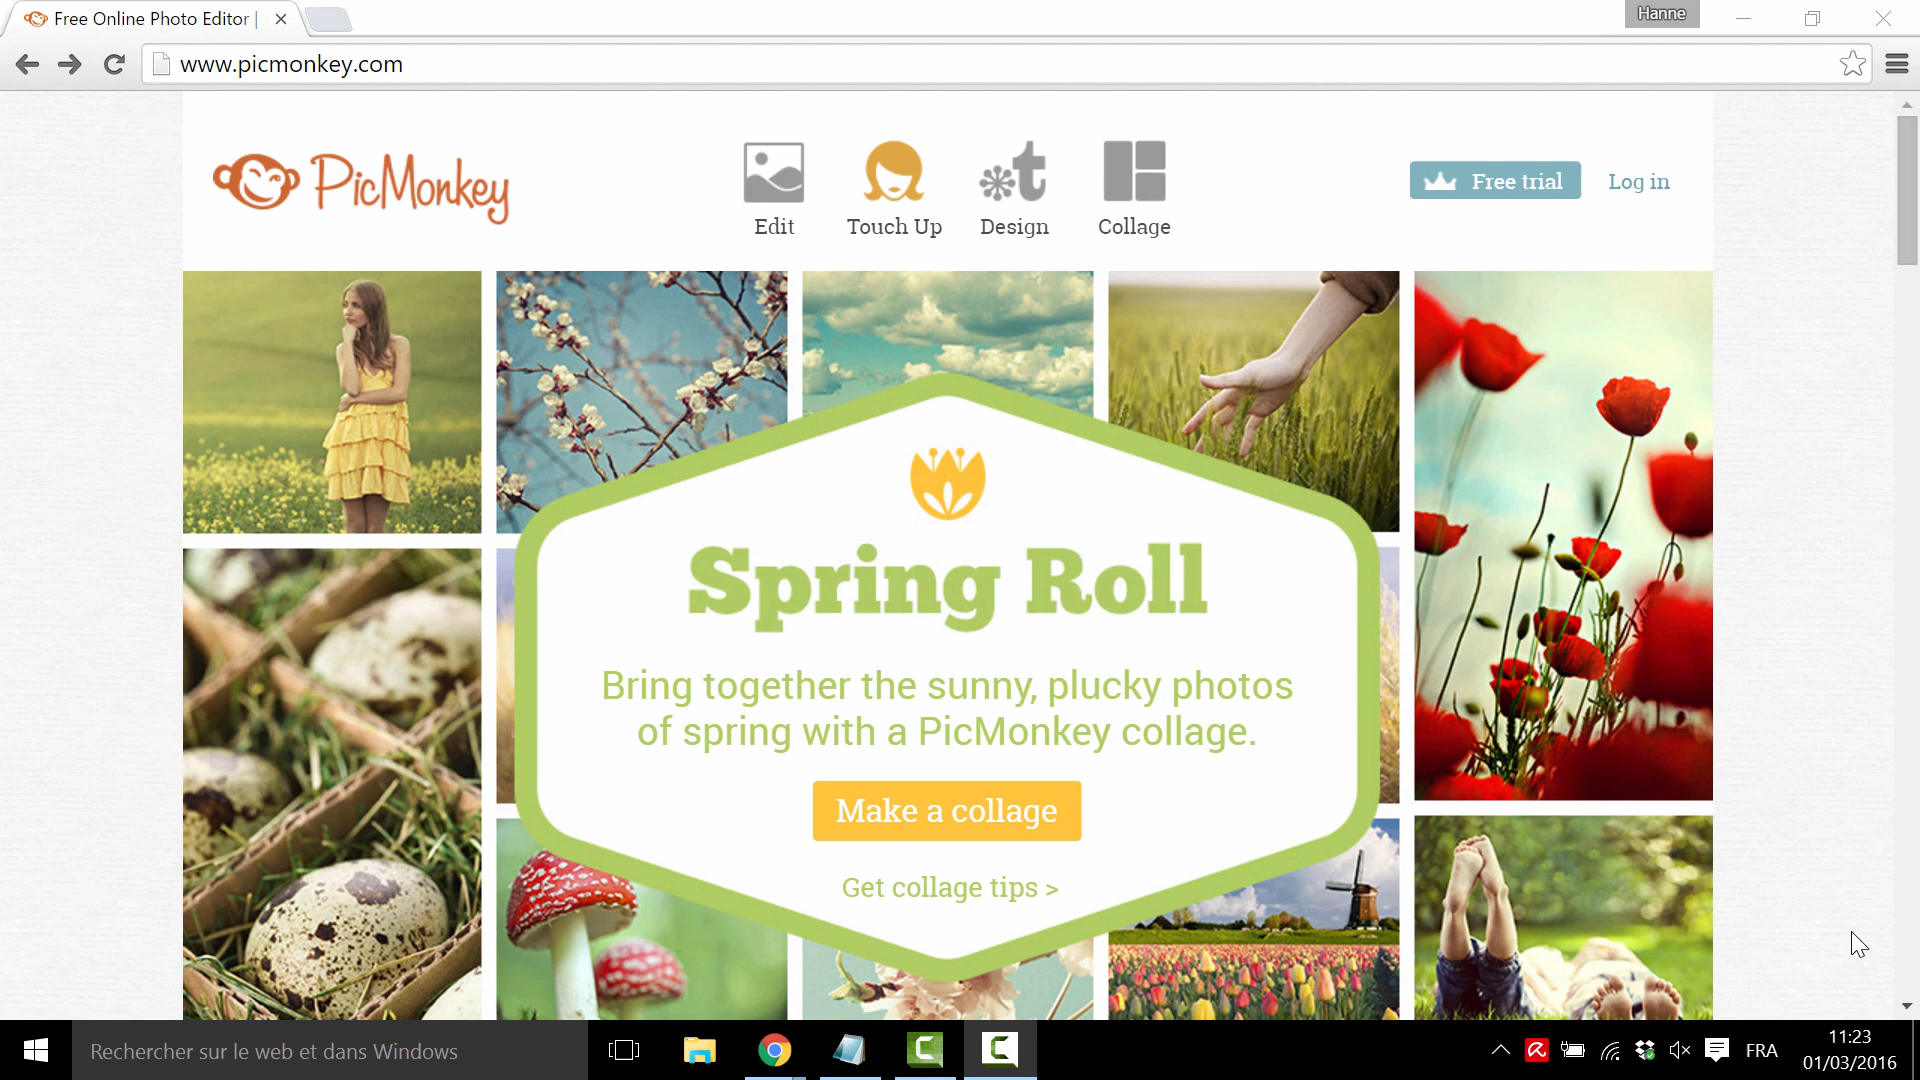 Free Online Photo Editor |
Hanne
www.picmonkey.com
PicMonkey
Edit
Touch Up
Design
Collage
Free trial
Log in
Spring Roll
Bring together the sunny, plucky photos
of spring with a PicMonkey collage.
Make a collage
Get collage tips >
Rechercher sur le web et dans Windows
FRA
11:23
01/03/2016